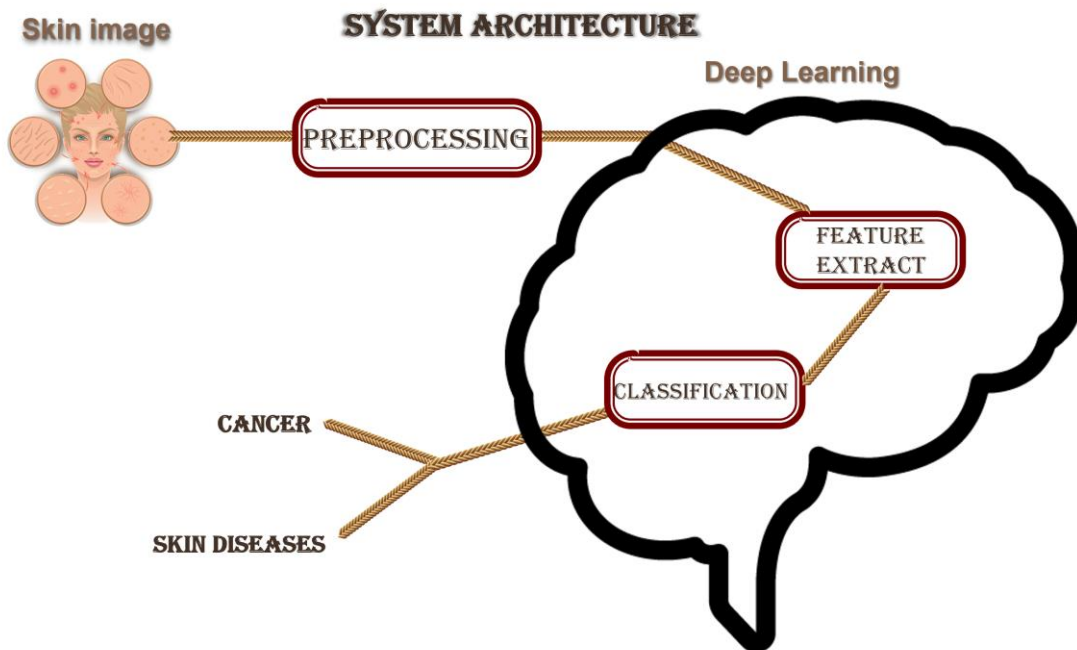 SYSTEM ARCHITECTURE
Skin image
Deep Learning
PREPROCESSING
FEATURE
EXTRACT
CLASSIFICATION
CANCER
SKIN DISEASES